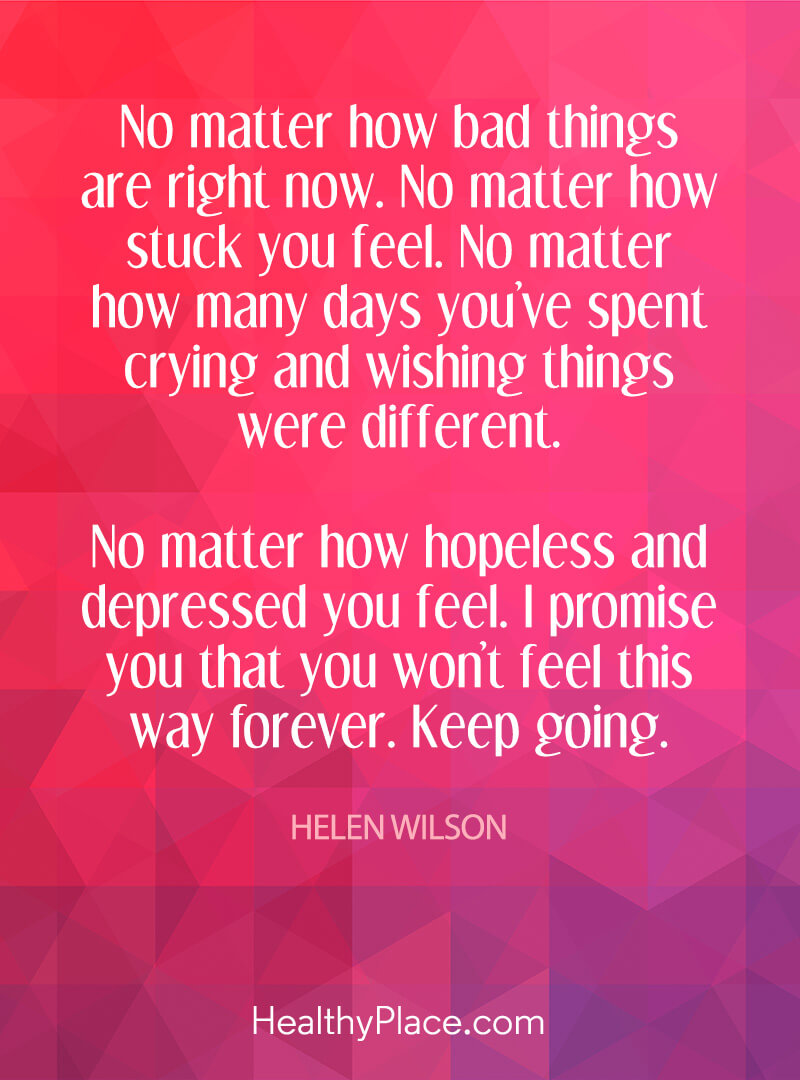 No matter how bad things
are right now. No matter how
stuck you feel. No matter
how many days you’ve spent
crying and wishing things
were different.
No matter how hopeless and
depressed you feel. I promise
you that you won’t feel this
way forever. Keep going.
HELEN WILSON
HealthyPlace.com